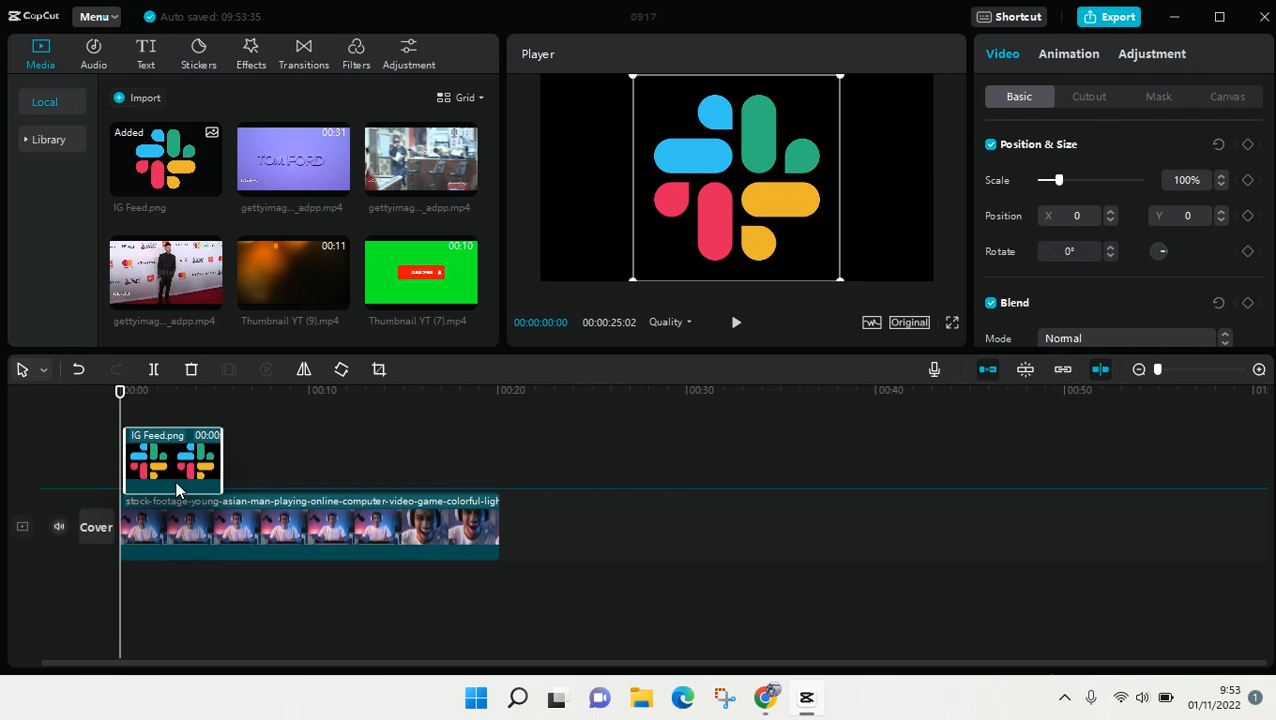 CapCut
Menu
Auto saved: 09:53:35
0917
Shortcut
Export
Media
Audio
Text
Stickers
Effects
Transitions
Filters
Adjustment
Local
Library
Import
Grid
Added
IG Feed.png
00:31
TOM FORD
gettyimag..._adpp.mp4
gettyimag..._adpp.mp4
gettyimag..._adpp.mp4
00:11
Thumbnail YT (9).mp4
00:10
Thumbnail YT (7).mp4
Player
00:00:00:00
00:00:25:02
Quality
Original
Video
Animation
Adjustment
Basic
Cutout
Mask
Canvas
Position & Size
Scale
100%
Position
X 0
Y 0
Rotate
0°
Blend
Mode
Normal
00:00
00:10
00:20
00:30
00:40
00:50
01:
IG Feed.png 00:00:
stock-footage-young-asian-man-playing-online-computer-video-game-colorful-ligh
Cover
9:53
01/11/2022
1